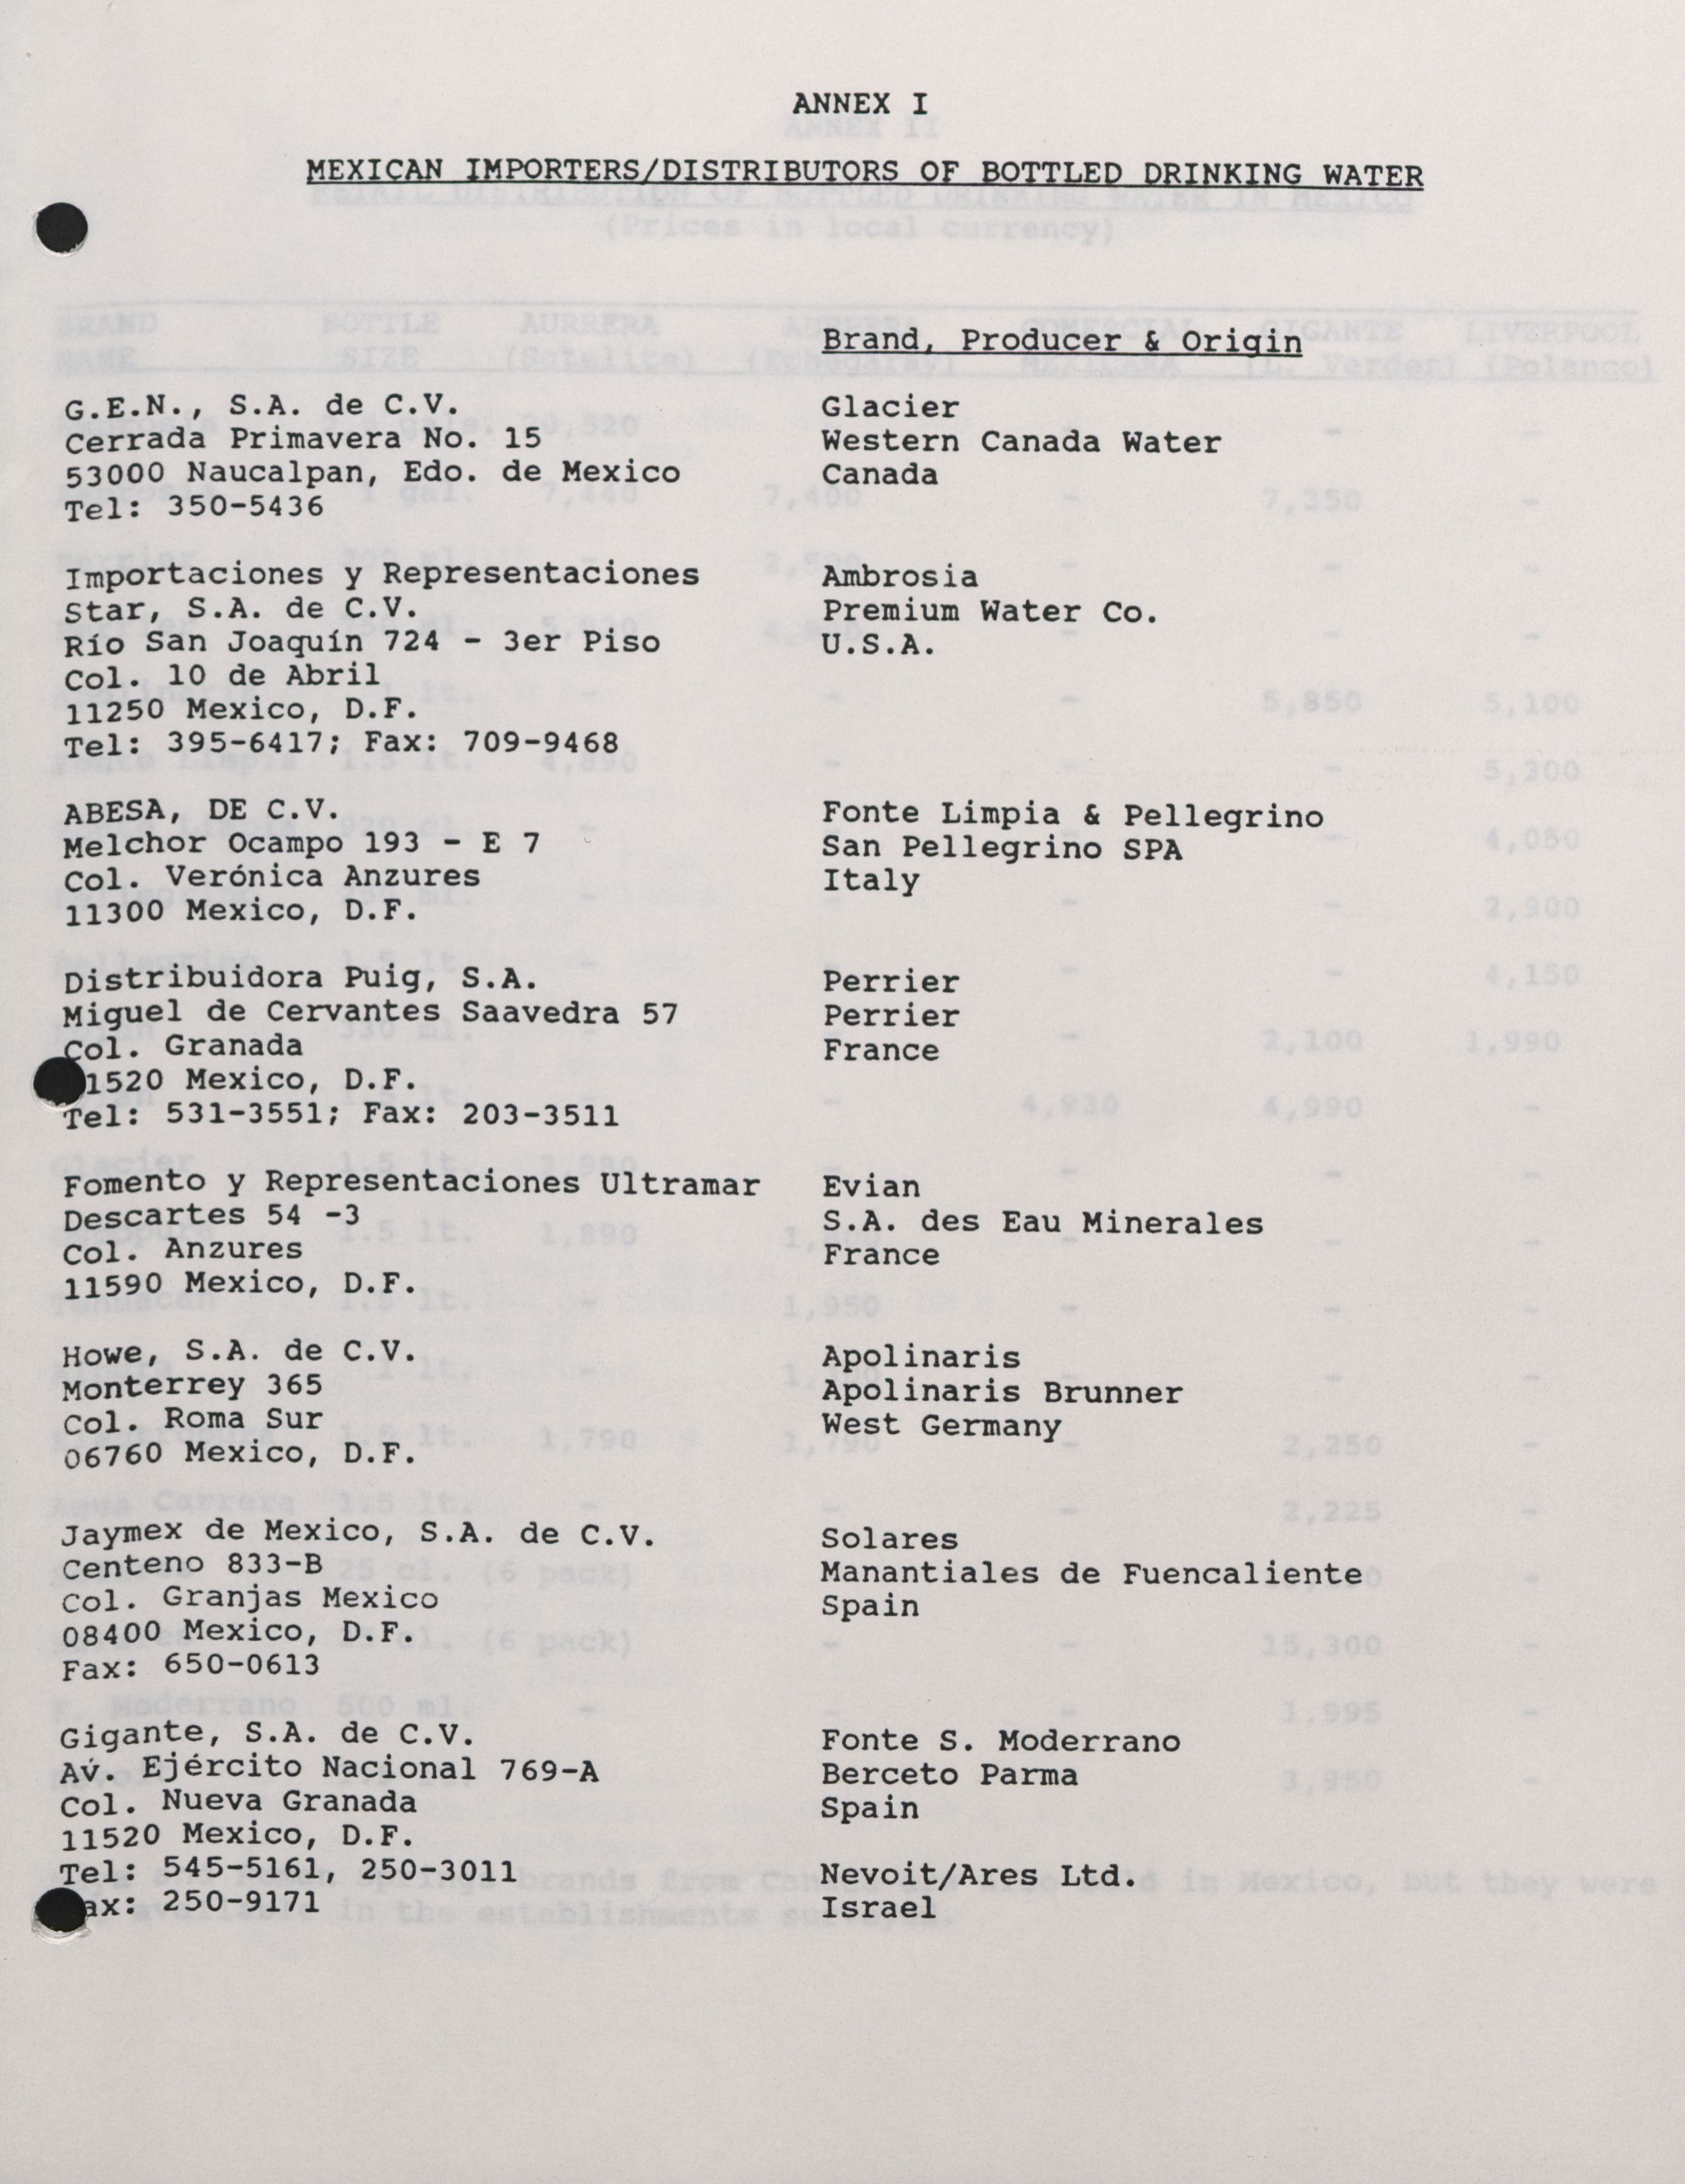 ANNEX I
MEXICAN IMPORTERS/DISTRIBUTORS OF BOTTLED DRINKING WATER
Brand, Producer & Origin
G.E.N., S.A. de C.V.
Cerrada Primavera No. 15
53000 Naucalpan, Edo. de Mexico
Tel: 350-5436
Glacier
Western Canada Water
Canada
Importaciones y Representaciones
Star, S.A. de C.V.
Río San Joaquín 724 - 3er Piso
Col. 10 de Abril
11250 Mexico, D.F.
Tel: 395-6417; Fax: 709-9468
Ambrosia
Premium Water Co.
U.S.A.
ABESA, DE C.V.
Melchor Ocampo 193 - E 7
Col. Verónica Anzures
11300 Mexico, D.F.
Fonte Limpia & Pellegrino
San Pellegrino SPA
Italy
Distribuidora Puig, S.A.
Miguel de Cervantes Saavedra 57
Col. Granada
1520 Mexico, D.F.
Tel: 531-3551; Fax: 203-3511
Perrier
Perrier
France
Fomento y Representaciones Ultramar
Descartes 54 -3
Col. Anzures
11590 Mexico, D.F.
Evian
S.A. des Eau Minerales
France
Howe, S.A. de C.V.
Monterrey 365
Col. Roma Sur
06760 Mexico, D.F.
Apolinaris
Apolinaris Brunner
West Germany
Jaymex de Mexico, S.A. de C.V.
Centeno 833-B
Col. Granjas Mexico
08400 Mexico, D.F.
Fax: 650-0613
Solares
Manantiales de Fuencaliente
Spain
Gigante, S.A. de C.V.
Av. Ejército Nacional 769-A
Col. Nueva Granada
11520 Mexico, D.F.
Tel: 545-5161, 250-3011
ax: 250-9171
Fonte S. Moderrano
Berceto Parma
Spain
Nevoit/Ares Ltd.
Israel